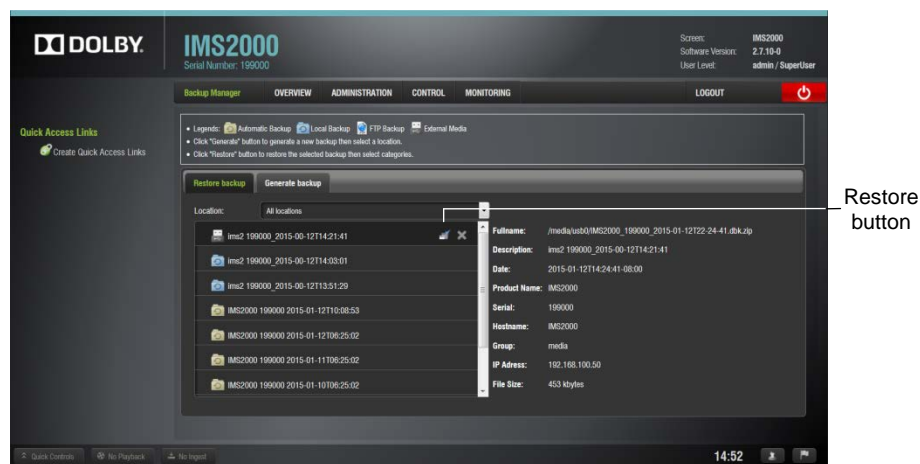 DOLBY.
IMS2000
Serial Number: 199000
Screen: IMS2000
Software Version: 2.7.10-0
User Level: admin / SuperUser
Backup Manager OVERVIEW ADMINISTRATION CONTROL MONITORING LOGOUT
Quick Access Links
Create Quick Access Links
• Legends: Automatic Backup Local Backup FTP Backup External Media
• Click "Generate" button to generate a new backup then select a location.
• Click "Restore" button to restore the selected backup then select categories.
Restore backup Generate backup
Location: All locations
ims2 199000_2015-00-12T14:21:41
ims2 199000_2015-00-12T14:03:01
ims2 199000_2015-00-12T13:51:29
IMS2000 199000 2015-01-12T10:08:53
IMS2000 199000 2015-01-12T06:25:02
IMS2000 199000 2015-01-11T06:25:02
IMS2000 199000 2015-01-10T06:25:02
Fullname: /media/usb0/IMS2000_199000_2015-01-12T22-24-41.dbk.zip
Description: ims2 199000_2015-00-12T14:21:41
Date: 2015-01-12T14:24:41-08:00
Product Name: IMS2000
Serial: 199000
Hostname: IMS2000
Group: media
IP Adress: 192.168.100.50
File Size: 453 kbytes
Restore
button
Quick Controls No Playback No Ingest 14:52